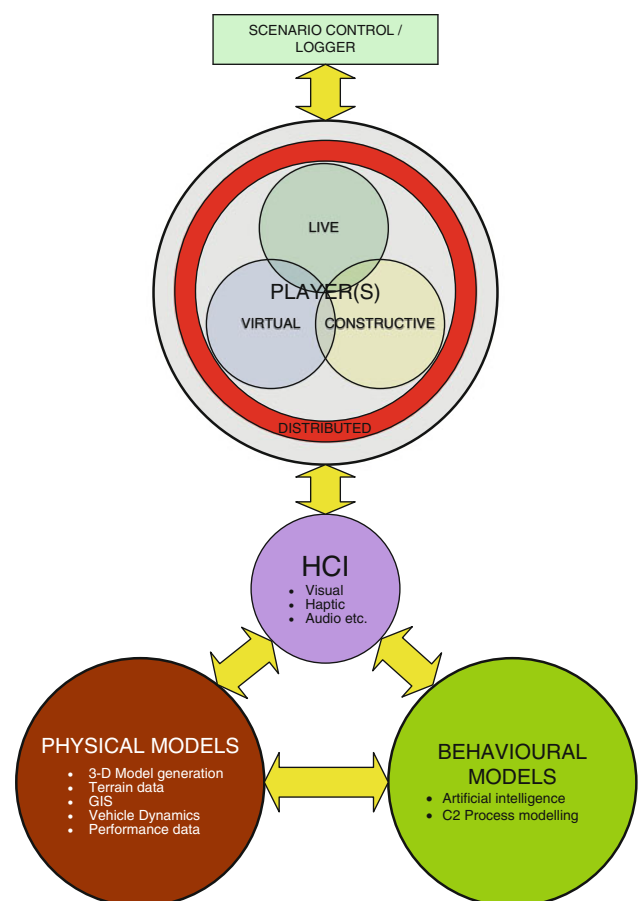 SCENARIO CONTROL /
LOGGER
LIVE
PLAYER(S)
VIRTUAL
CONSTRUCTIVE
DISTRIBUTED
HCI
• Visual
• Haptic
• Audio etc.
PHYSICAL MODELS
• 3-D Model generation
• Terrain data
• GIS
• Vehicle Dynamics
• Performance data
BEHAVIOURAL
MODELS
• Artificial intelligence
• C2 Process modelling